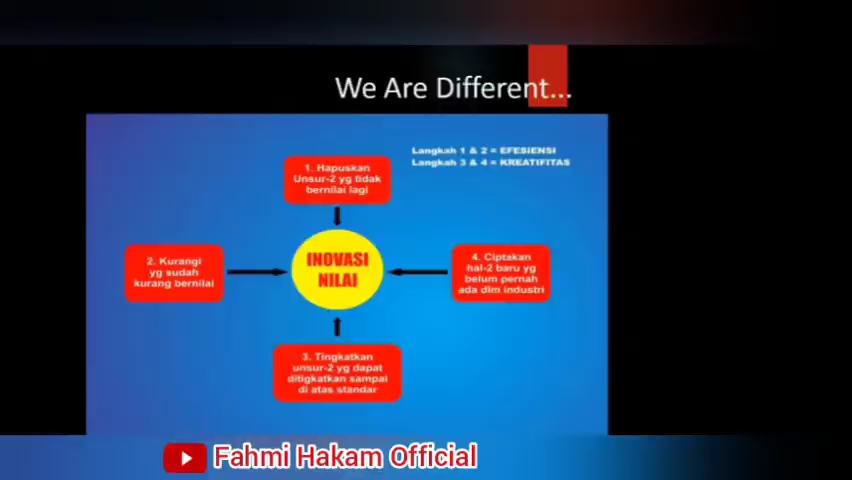 We Are Different...
Langkah 1 & 2 = EFESIENSI
Langkah 3 & 4 = KREATIFITAS
1. Hapuskan
Unsur-2 yg tidak
bernilai lagi
2. Kurangi
yg sudah
kurang bernilai
INOVASI
NILAI
4. Ciptakan
hal-2 baru yg
belum pernah
ada dlm industri
3. Tingkatkan
unsur-2 yg dapat
ditigkatkan sampai
di atas standar
Fahmi Hakam Official